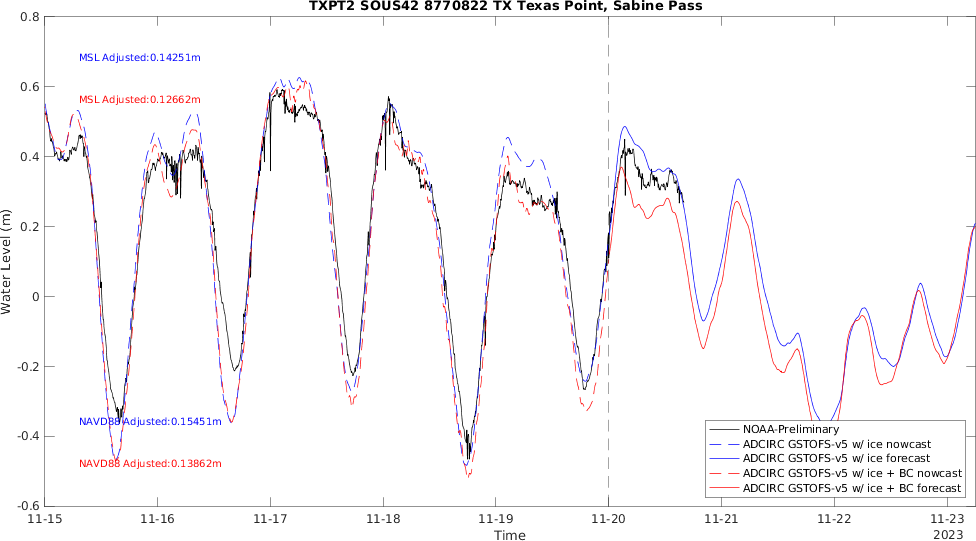 TXPT2 SOUS42 8770822 TX Texas Point, Sabine Pass
0.8
0.6
0.4
0.2
0
-0.2
-0.4
-0.6
Water Level (m)
MSL Adjusted:0.14251m
MSL Adjusted:0.12662m
NAVD88 Adjusted:0.15451m
NAVD88 Adjusted:0.13862m
NOAA-Preliminary
ADCIRC GSTOFS-v5 w/ ice nowcast
ADCIRC GSTOFS-v5 w/ ice forecast
ADCIRC GSTOFS-v5 w/ ice + BC nowcast
ADCIRC GSTOFS-v5 w/ ice + BC forecast
11-15 11-16 11-17 11-18 11-19 11-20 11-21 11-22 11-23
Time
2023